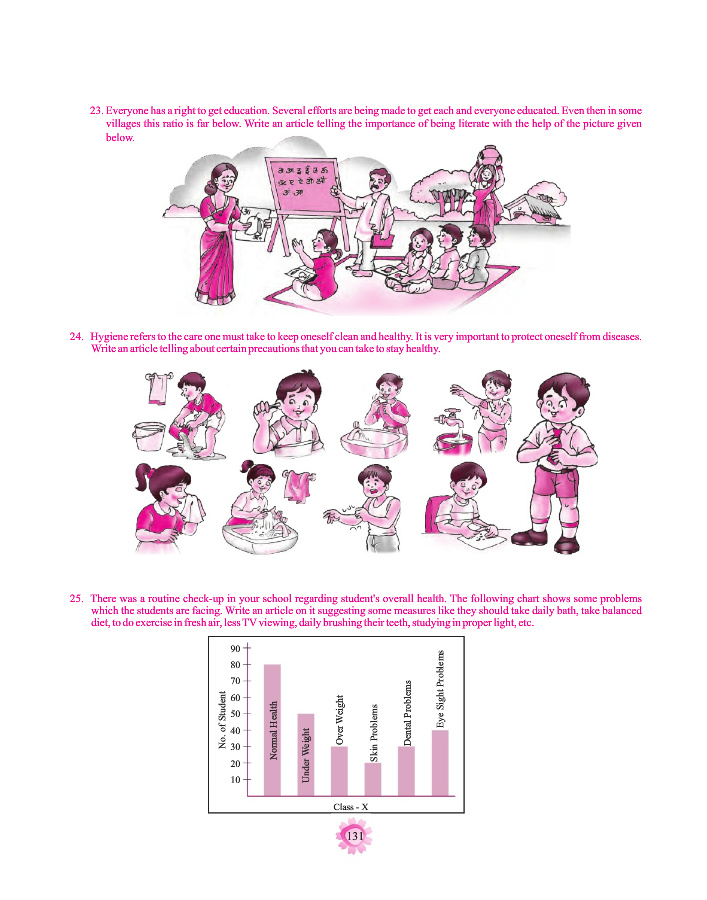 23. Everyone has a right to get education. Several efforts are being made to get each and everyone educated. Even then in some
villages this ratio is far below. Write an article telling the importance of being literate with the help of the picture given
below.
अ आ इ ई उ ऊ
24. Hygiene refers to the care one must take to keep oneself clean and healthy. It is very important to protect oneself from diseases.
Write an article telling about certain precautions that you can take to stay healthy.
25. There was a routine check-up in your school regarding student's overall health. The following chart shows some problems
which the students are facing. Write an article on it suggesting some measures like they should take daily bath, take balanced
diet, to do exercise in fresh air, less TV viewing, daily brushing their teeth, studying in proper light, etc.
90
80
70
60
50
40
30
20
10
No. of Student
Normal Health
Under Weight
Over Weight
Skin Problems
Dental Problems
Eye Sight Problems
Class - X
131